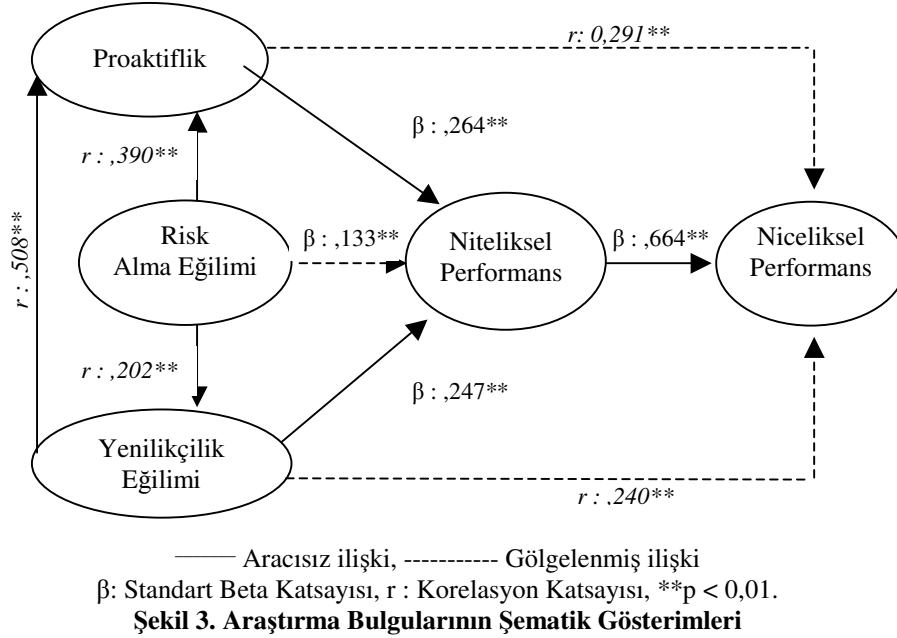 Proaktiflik
r: 0,291**
β : ,264**
r : ,390**
r : ,508**
Risk
Alma Eğilimi
β : ,133**
Niteliksel
Performans
β : ,664**
Niceliksel
Performans
r : ,202**
β : ,247**
Yenilikçilik
Eğilimi
r : ,240**
Aracısız ilişki, ----------- Gölgelenmiş ilişki
β: Standart Beta Katsayısı, r : Korelasyon Katsayısı, **p < 0,01.
Şekil 3. Araştırma Bulgularının Şematik Gösterimleri